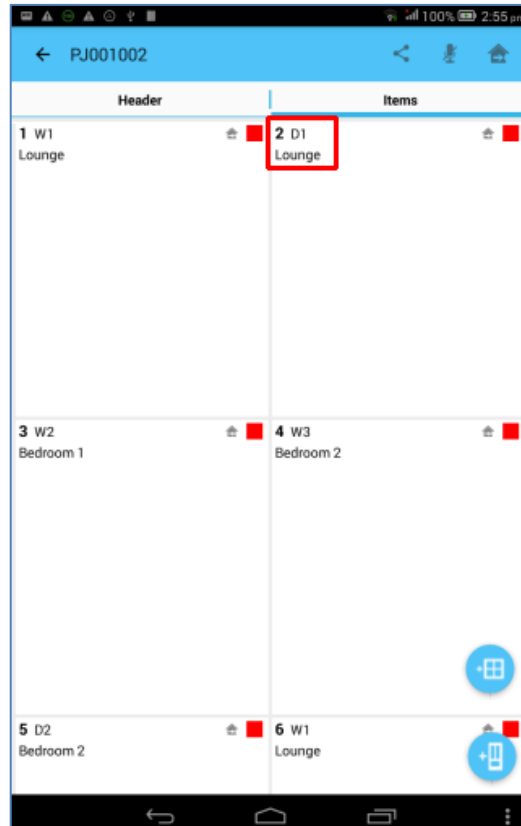 100% 2:55 pm
PJ001002
Header Items
1 W1
Lounge
2 D1
Lounge
3 W2
Bedroom 1
4 W3
Bedroom 2
5 D2
Bedroom 2
6 W1
Lounge